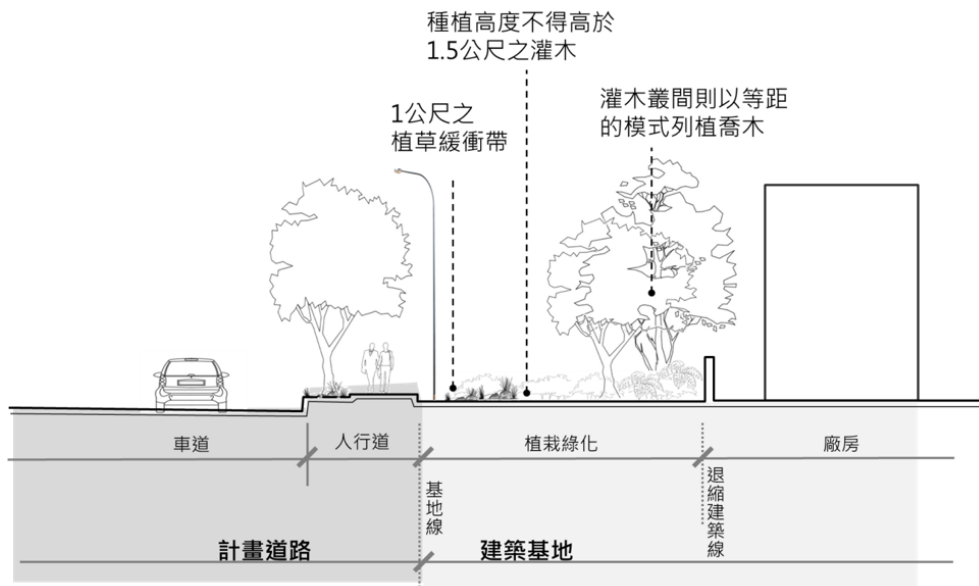 種植高度不得高於
1.5公尺之灌木
1公尺之
植草緩衝帶
灌木叢間則以等距
的模式列植喬木
車道
人行道
植栽綠化
廠房
基地線
退縮建築線
計畫道路
建築基地